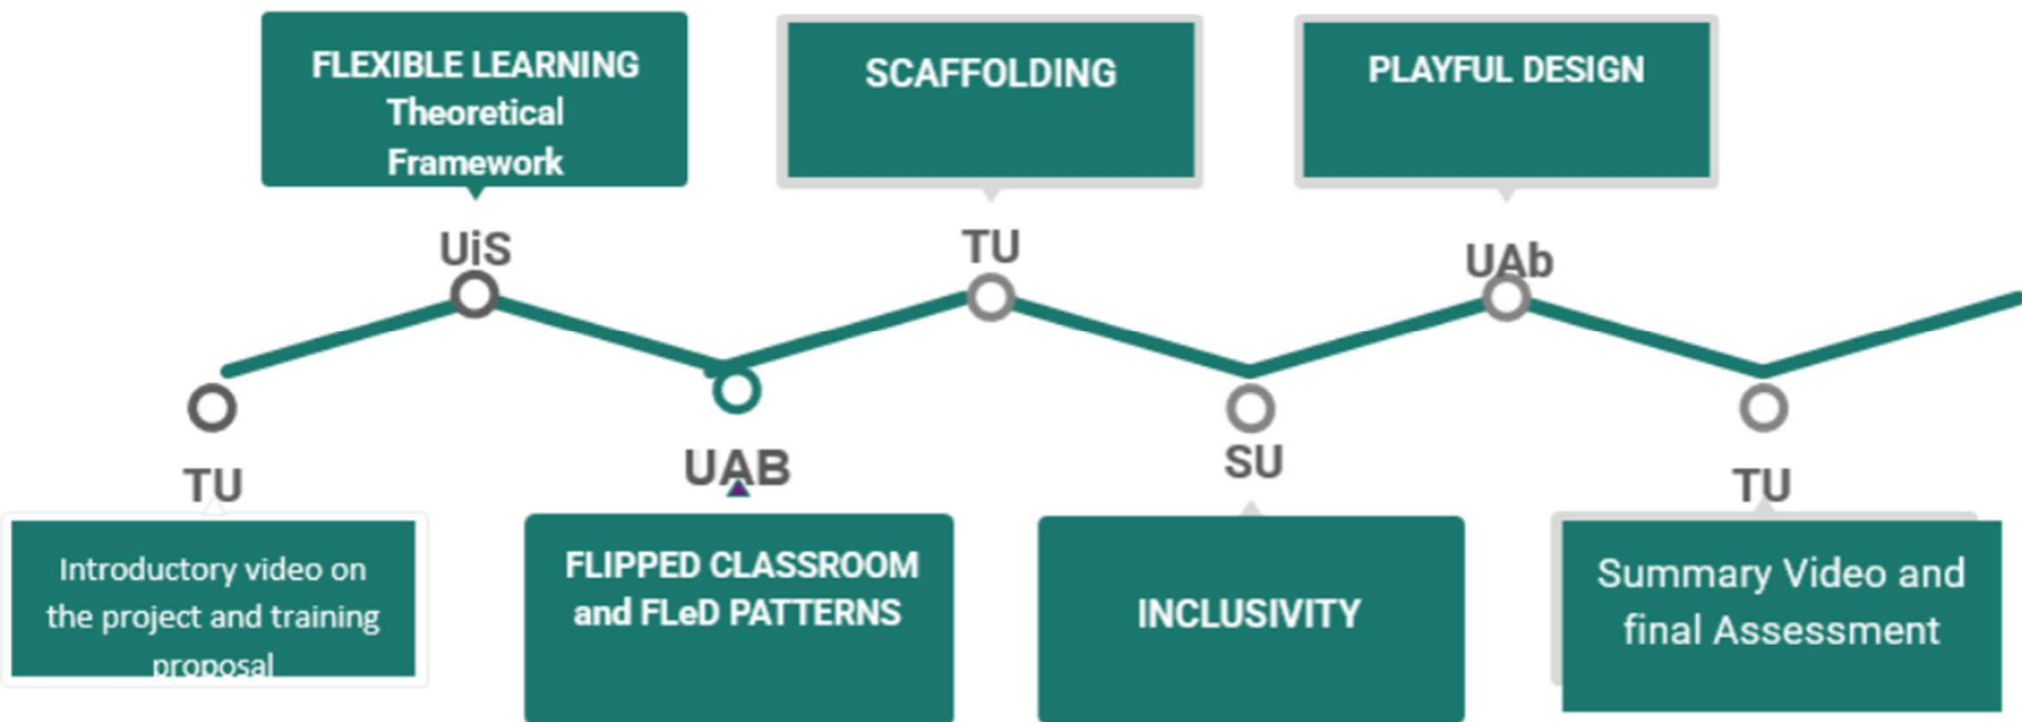 FLEXIBLE LEARNING
Theoretical
Framework
SCAFFOLDING
PLAYFUL DESIGN
UiS
TU
UAb
TU
UAB
SU
TU
Introductory video on
the project and training
proposal
FLIPPED CLASSROOM
and FLeD PATTERNS
INCLUSIVITY
Summary Video and
final Assessment